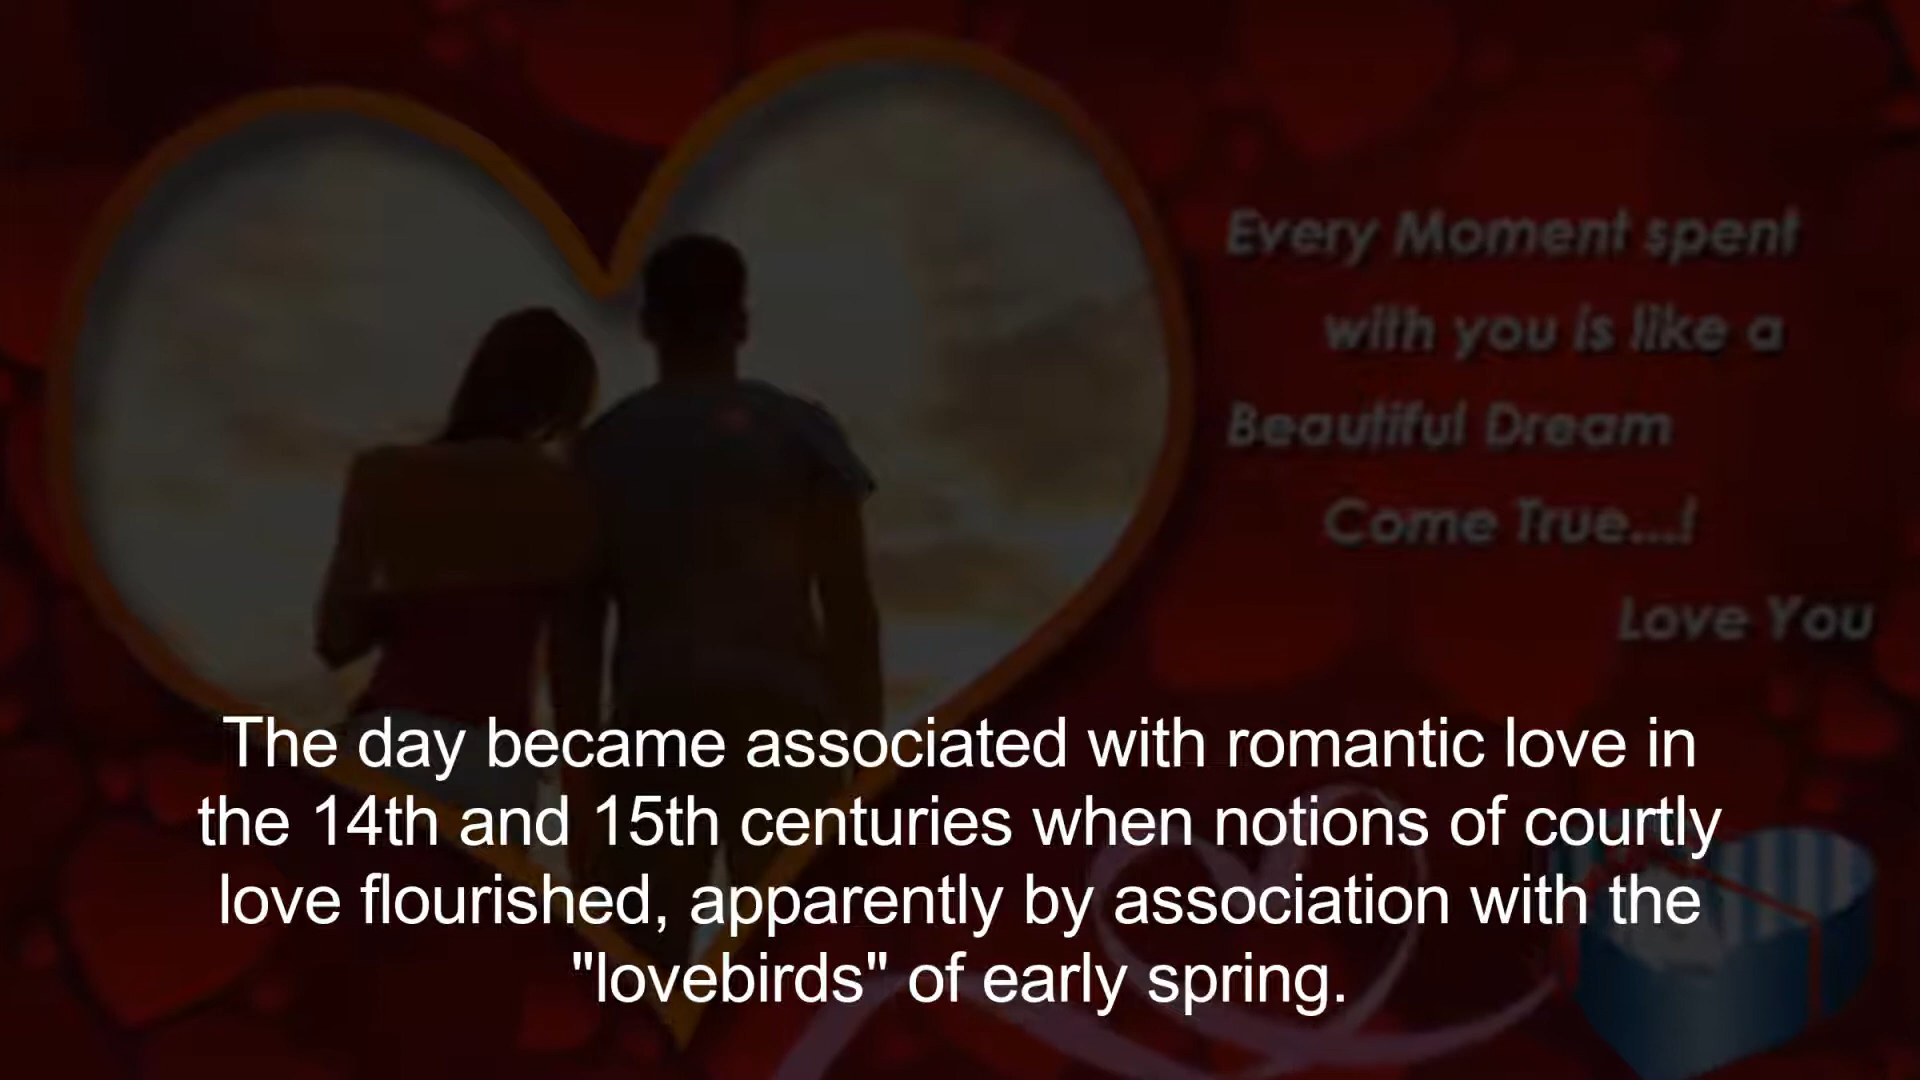 Every Moment spent
with you is like a
Beautiful Dream
Come True...!
Love You
The day became associated with romantic love in
the 14th and 15th centuries when notions of courtly
love flourished, apparently by association with the
"lovebirds" of early spring.